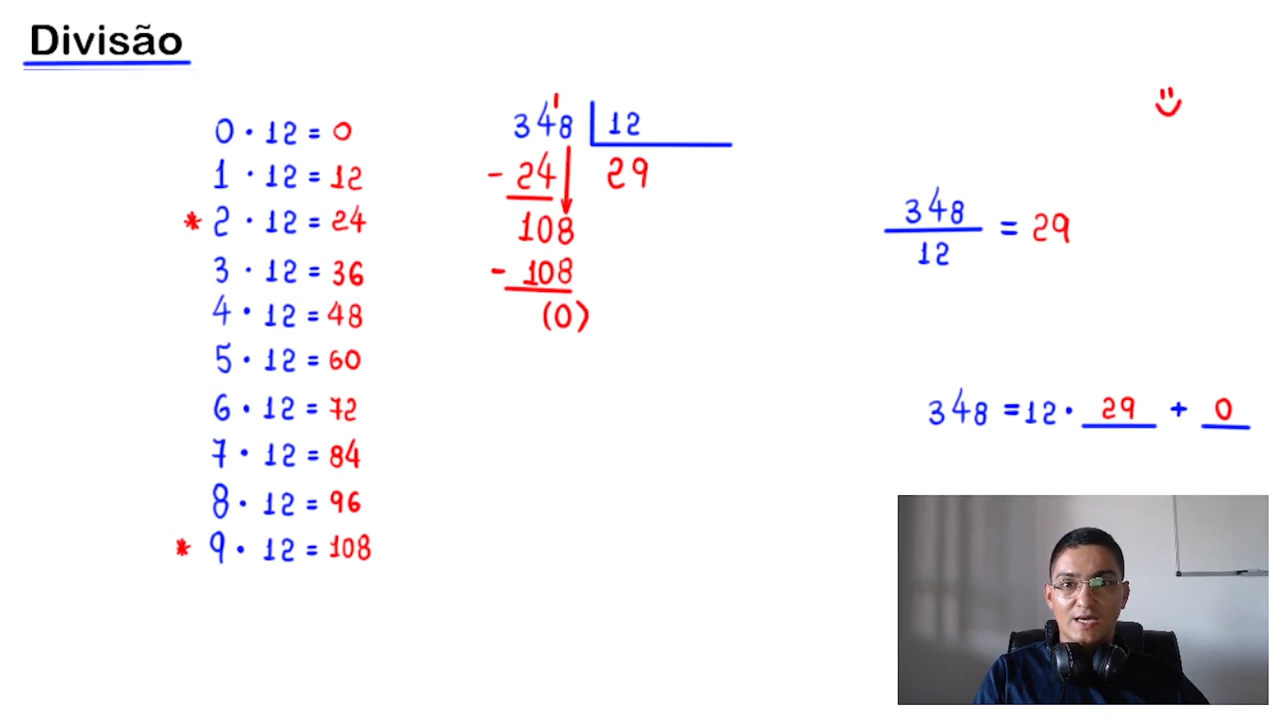 Divisão
0 · 12 = 0
1 · 12 = 12
* 2 · 12 = 24
3 · 12 = 36
4 · 12 = 48
5 · 12 = 60
6 · 12 = 72
7 · 12 = 84
8 · 12 = 96
* 9 · 12 = 108
348' 12
- 24 29
108
- 108
(0)
348
12
= 29
348 = 12 · 29 + 0